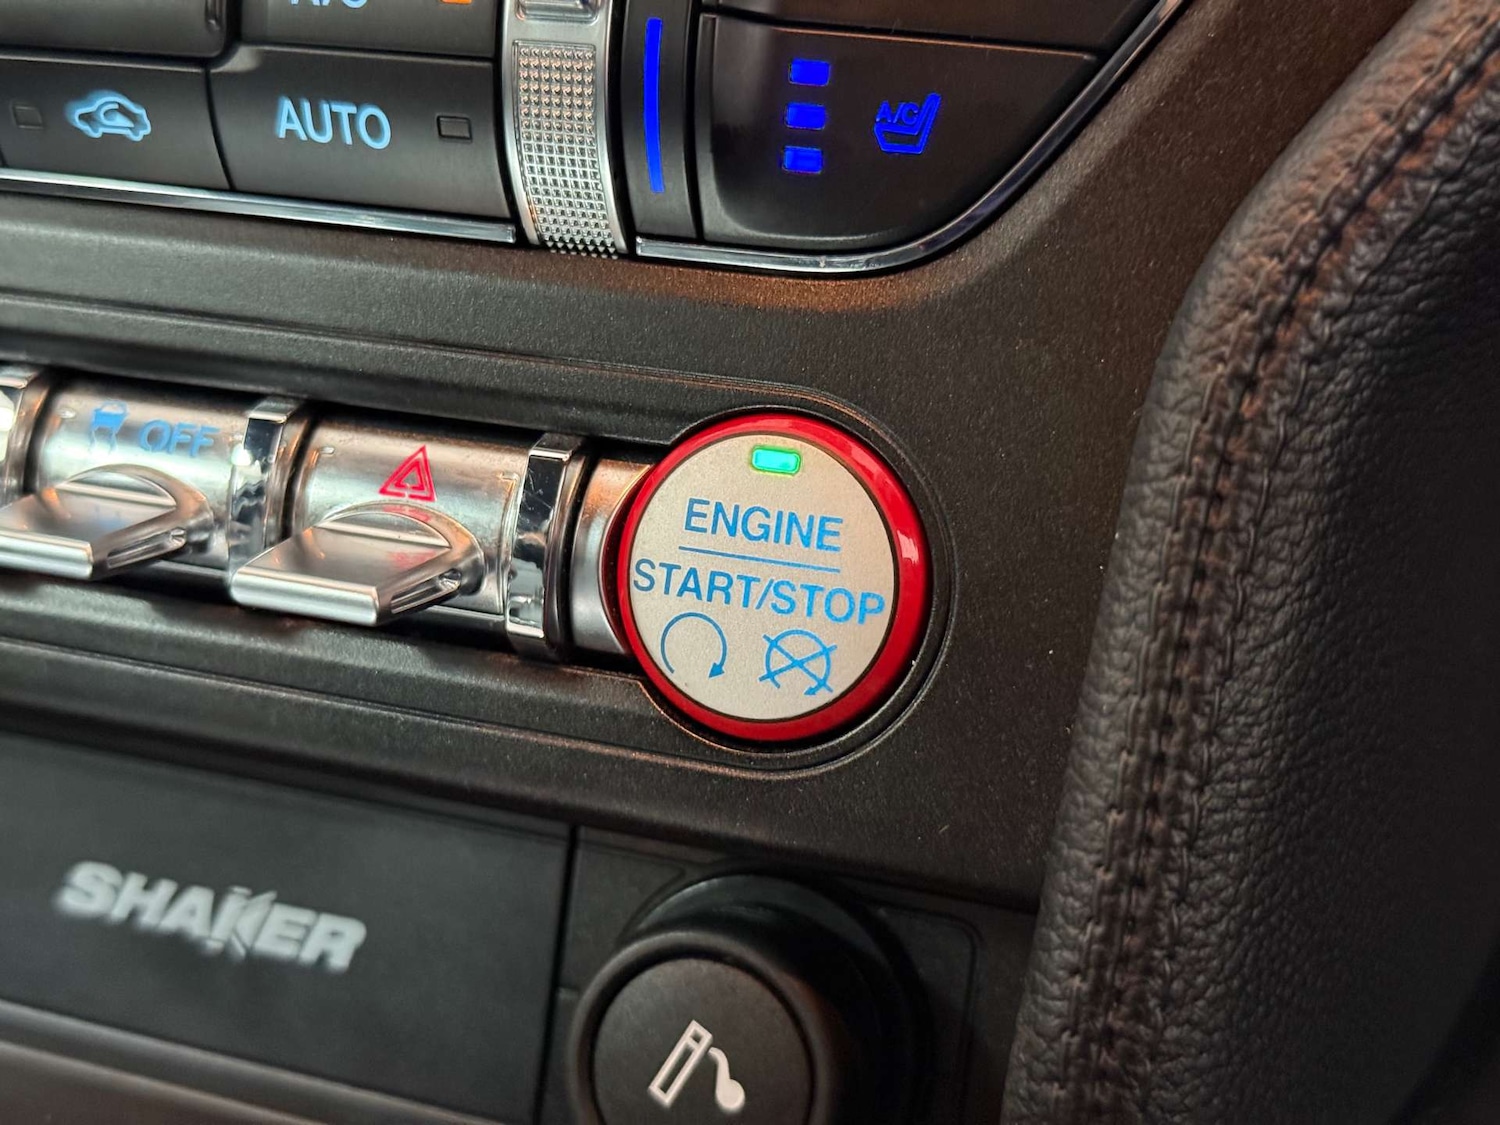 A/C
AUTO
A/C
OFF
ENGINE
START/STOP
SHAKER